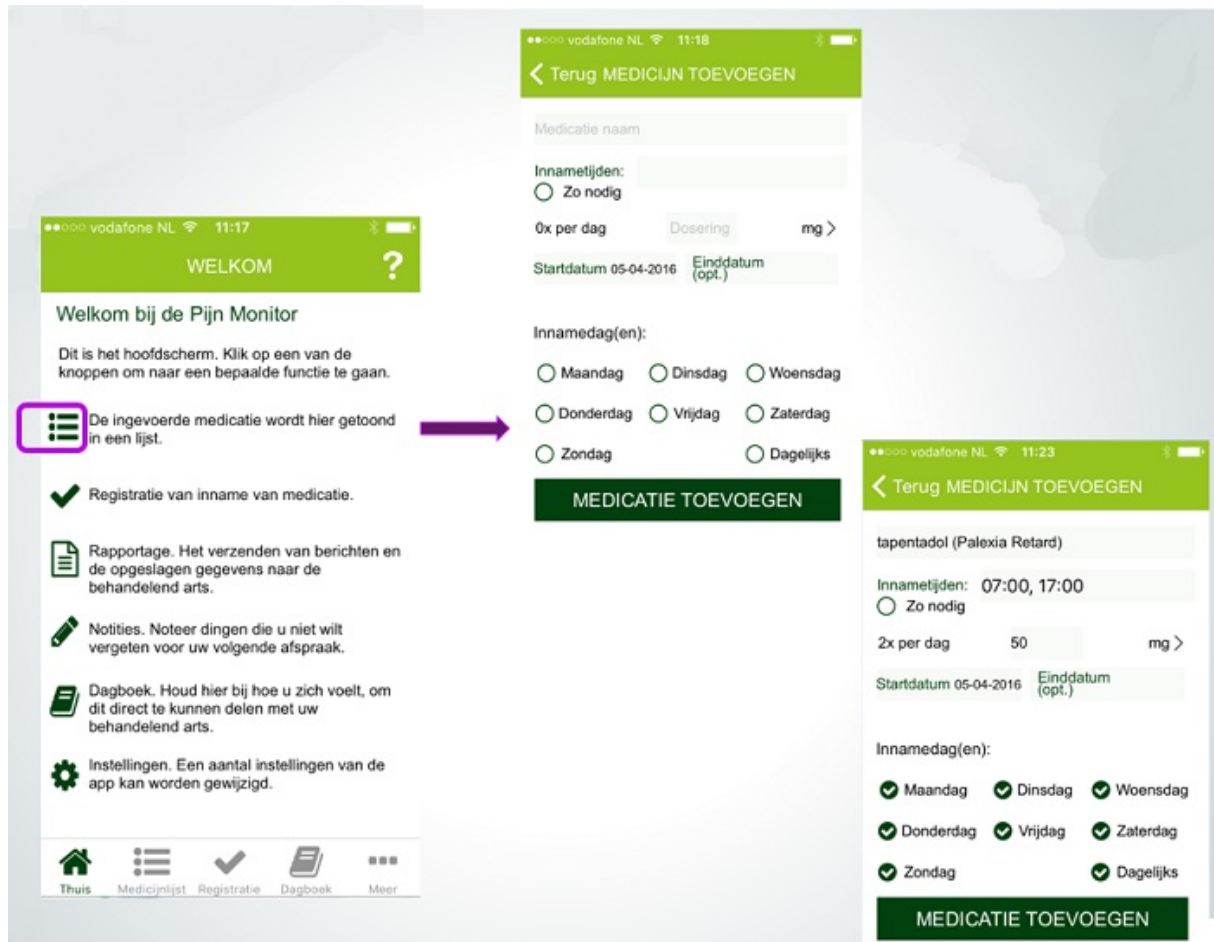 vodafone NL 11:17
WELKOM ?
Welkom bij de Pijn Monitor
Dit is het hoofdscherm. Klik op een van de
knoppen om naar een bepaalde functie te gaan.
De ingevoerde medicatie wordt hier getoond
in een lijst.
Registratie van inname van medicatie.
Rapportage. Het verzenden van berichten en
de opgeslagen gegevens naar de
behandelend arts.
Notities. Noteer dingen die u niet wilt
vergeten voor uw volgende afspraak.
Dagboek. Houd hier bij hoe u zich voelt, om
dit direct te kunnen delen met uw
behandelend arts.
Instellingen. Een aantal instellingen van de
app kan worden gewijzigd.
Thuis Medicijnlijst Registratie Dagboek Meer
vodafone NL 11:18
Terug MEDICIJN TOEVOEGEN
Medicatie naam
Innametijden:
Zo nodig
0x per dag Dosering mg >
Startdatum 05-04-2016 Einddatum
(opt.)
Innamedag(en):
Maandag Dinsdag Woensdag
Donderdag Vrijdag Zaterdag
Zondag Dagelijks
MEDICATIE TOEVOEGEN
vodafone NL 11:23
Terug MEDICIJN TOEVOEGEN
tapentadol (Palexia Retard)
Innametijden: 07:00, 17:00
Zo nodig
2x per dag 50 mg >
Startdatum 05-04-2016 Einddatum
(opt.)
Innamedag(en):
Maandag Dinsdag Woensdag
Donderdag Vrijdag Zaterdag
Zondag Dagelijks
MEDICATIE TOEVOEGEN